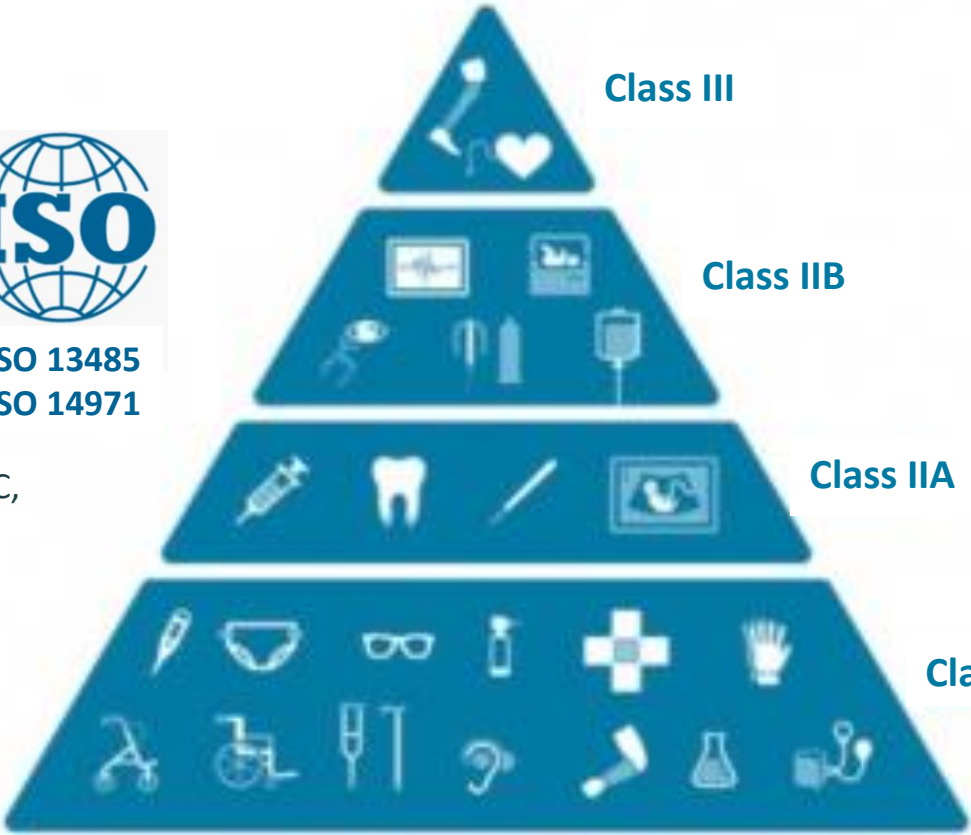 Class III
ISO
Class IIB
SO 13485
SO 14971
Class IIA
C,
Cla